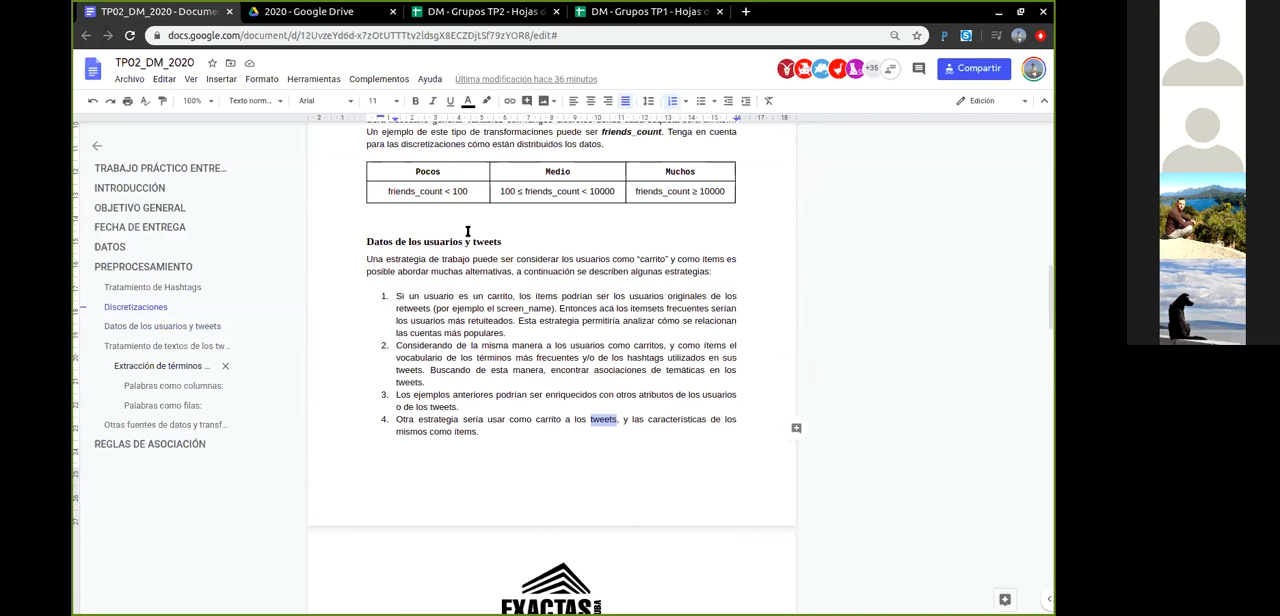 TP02_DM_2020 - Docume
2020 - Google Drive
DM - Grupos TP2 - Hojas d
DM - Grupos TP1 - Hojas d
docs.google.com/document/d/12UvzeYd6d-x7zOtUTTTtv2ldsgX8ECZDjtSf79zYOR8/edit#
TP02_DM_2020
Archivo Editar Ver Insertar Formato Herramientas Complementos Ayuda Última modificación hace 36 minutos
+36
Compartir
100% Texto norm... Arial 11 Edición
Un ejemplo de este tipo de transformaciones puede ser friends_count. Tenga en cuenta
para las discretizaciones cómo están distribuidos los datos.
Pocos Medio Muchos
friends_count < 100 100 ≤ friends_count < 10000 friends_count ≥ 10000
Datos de los usuarios y tweets
Una estrategia de trabajo puede ser considerar los usuarios como “carrito” y como ítems es
posible abordar muchas alternativas, a continuación se describen algunas estrategias:
1. Si un usuario es un carrito, los items podrían ser los usuarios originales de los
retweets (por ejemplo el screen_name). Entonces acá los itemsets frecuentes serían
los usuarios más retuiteados. Esta estrategia permitiría analizar cómo se relacionan
las cuentas más populares.
2. Considerando de la misma manera a los usuarios como carritos, y como ítems el
vocabulario de los términos más frecuentes y/o de los hashtags utilizados en sus
tweets. Buscando de esta manera, encontrar asociaciones de temáticas en los
tweets.
3. Los ejemplos anteriores podrían ser enriquecidos con otros atributos de los usuarios
o de los tweets.
4. Otra estrategia sería usar como carrito a los tweets, y las características de los
mismos como ítems.
EXACTAS UBA
TRABAJO PRÁCTICO ENTRE...
INTRODUCCIÓN
OBJETIVO GENERAL
FECHA DE ENTREGA
DATOS
PREPROCESAMIENTO
Tratamiento de Hashtags
Discretizaciones
Datos de los usuarios y tweets
Tratamiento de textos de los tw...
Extracción de términos ...
Palabras como columnas:
Palabras como filas:
Otras fuentes de datos y transf...
REGLAS DE ASOCIACIÓN